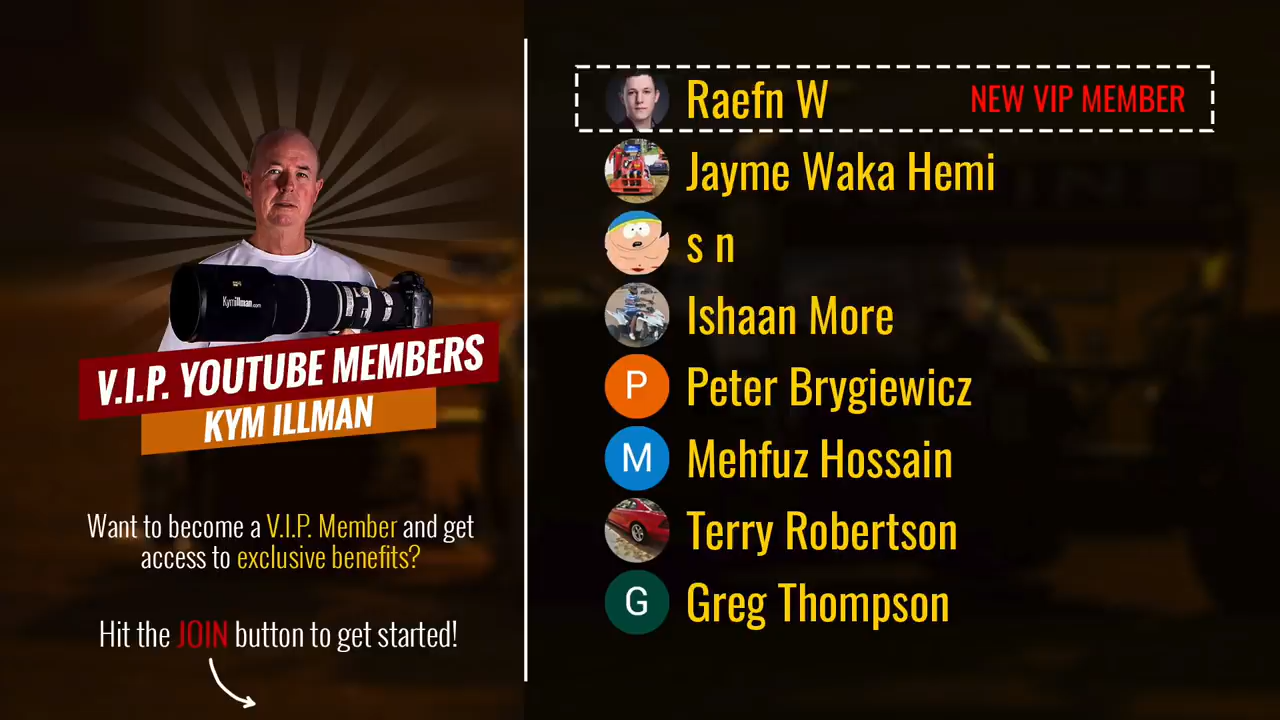 Kymillman.com
V.I.P. YOUTUBE MEMBERS
KYM ILLMAN
Want to become a V.I.P. Member and get
access to exclusive benefits?
Hit the JOIN button to get started!
Raefn W
NEW VIP MEMBER
Jayme Waka Hemi
s n
Ishaan More
P Peter Brygiewicz
M Mehfuz Hossain
Terry Robertson
G Greg Thompson